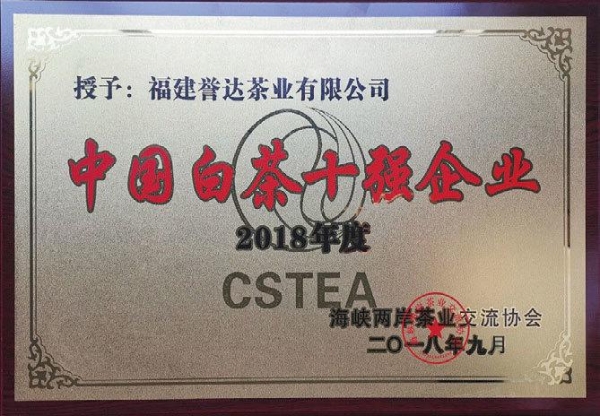 授予：福建誉达茶业有限公司
中国白茶十强企业
2018年度
CSTEA
海峡两岸茶业交流协会
二〇一八年九月